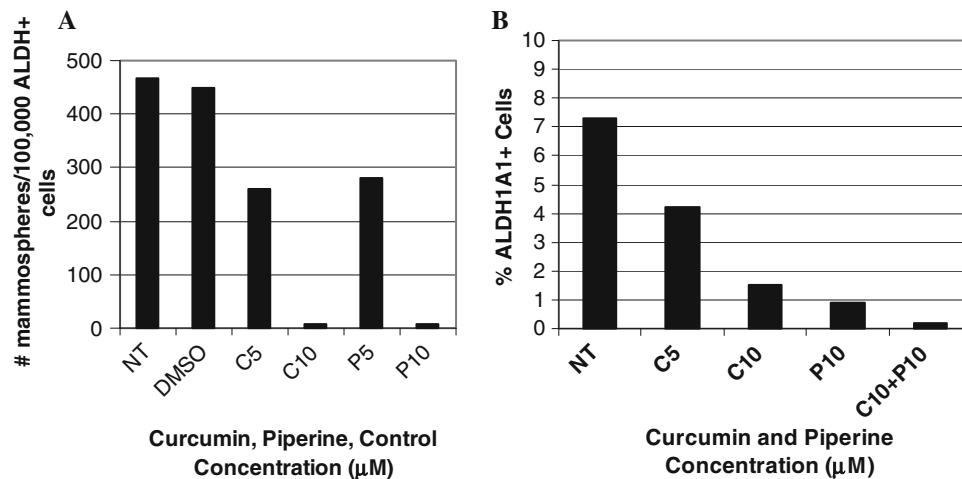 A
# mammospheres/100,000 ALDH+
cells
500
400
300
200
100
0
NT
DMSO
C5
C10
P5
P10
Curcumin, Piperine, Control
Concentration (μM)
B
% ALDH1A1+ Cells
10
9
8
7
6
5
4
3
2
1
0
NT
C5
C10
P10
C10+P10
Curcumin and Piperine
Concentration (μM)